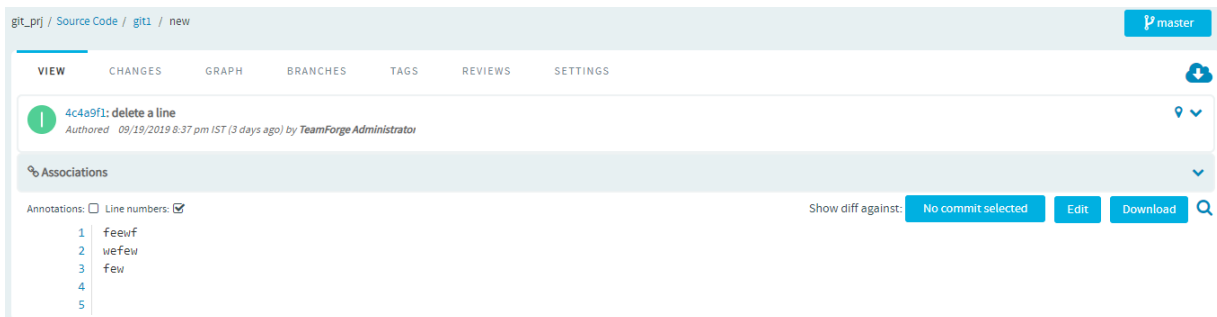 git_prj / Source Code / git1 / new
master
VIEW CHANGES GRAPH BRANCHES TAGS REVIEWS SETTINGS
I
4c4a9f1: delete a line
Authored 09/19/2019 8:37 pm IST (3 days ago) by TeamForge Administrator
Associations
Annotations: Line numbers: Show diff against: No commit selected Edit Download
1 feewf
2 wefew
3 few
4
5